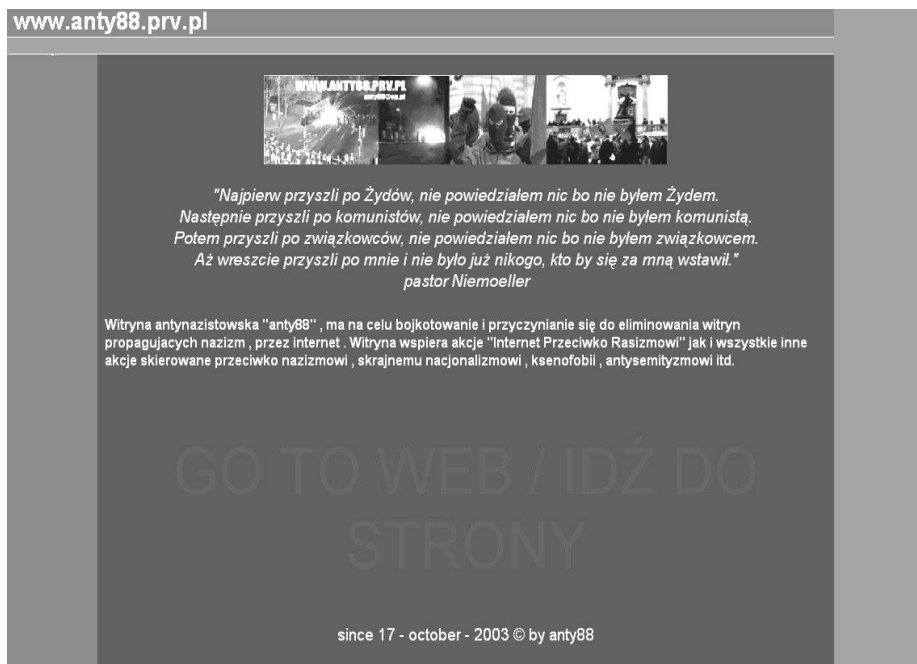 www.anty88.prv.pl
WWW.ANTY88.PRV.PL
"Najpierw przyszli po Żydów, nie powiedziałem nic bo nie byłem Żydem.
Następnie przyszli po komunistów, nie powiedziałem nic bo nie byłem komunistą.
Potem przyszli po związkowców, nie powiedziałem nic bo nie byłem związkowcem.
Aż wreszcie przyszli po mnie i nie było już nikogo, kto by się za mną wstawił."
pastor Niemoeller
Witryna antynazistowska "anty88" , ma na celu bojkotowanie i przyczynianie się do eliminowania witryn
propagujacych nazizm , przez internet . Witryna wspiera akcje "Internet Przeciwko Rasizmowi" jak i wszystkie inne
akcje skierowane przeciwko nazizmowi , skrajnemu nacjonalizmowi , ksenofobii , antysemityzmowi itd.
GO TO WEB / IDŹ DO
STRONY
since 17 - october - 2003 © by anty88